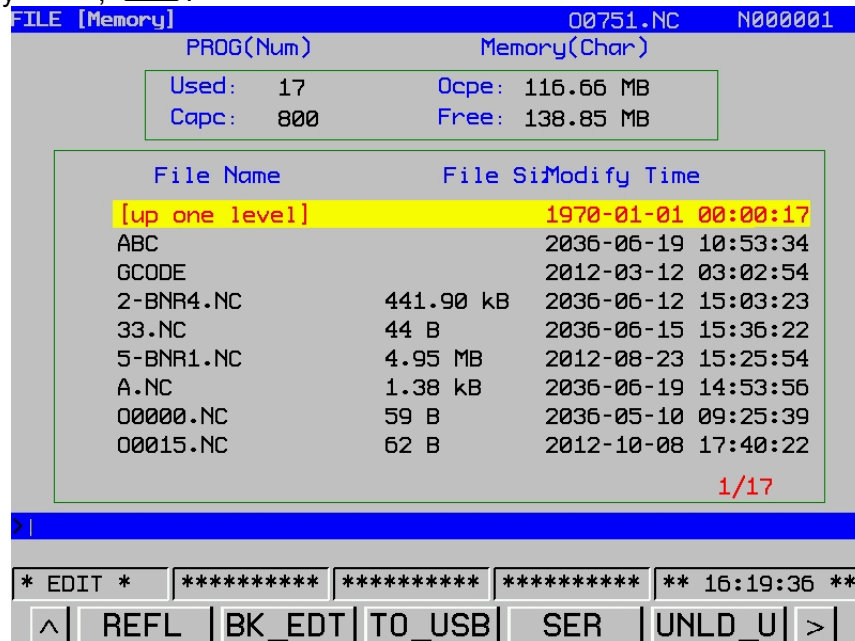 FILE [Memory] O0751.NC N000001
PROG(Num) Memory(Char)
Used: 17 Ocpe: 116.66 MB
Capc: 800 Free: 138.85 MB
File Name File SizModify Time
[up one level] 1970-01-01 00:00:17
ABC 2036-06-19 10:53:34
GCODE 2012-03-12 03:02:54
2-BNR4.NC 441.90 kB 2036-06-12 15:03:23
33.NC 44 B 2036-06-15 15:36:22
5-BNR1.NC 4.95 MB 2012-08-23 15:25:54
A.NC 1.38 kB 2036-06-19 14:53:56
O0000.NC 59 B 2036-05-10 09:25:39
O0015.NC 62 B 2012-10-08 17:40:22
1/17
>|
* EDIT * ********** ********** ********** ** 16:19:36 **
^ REFL BK_EDT TO_USB SER UNLD_U >